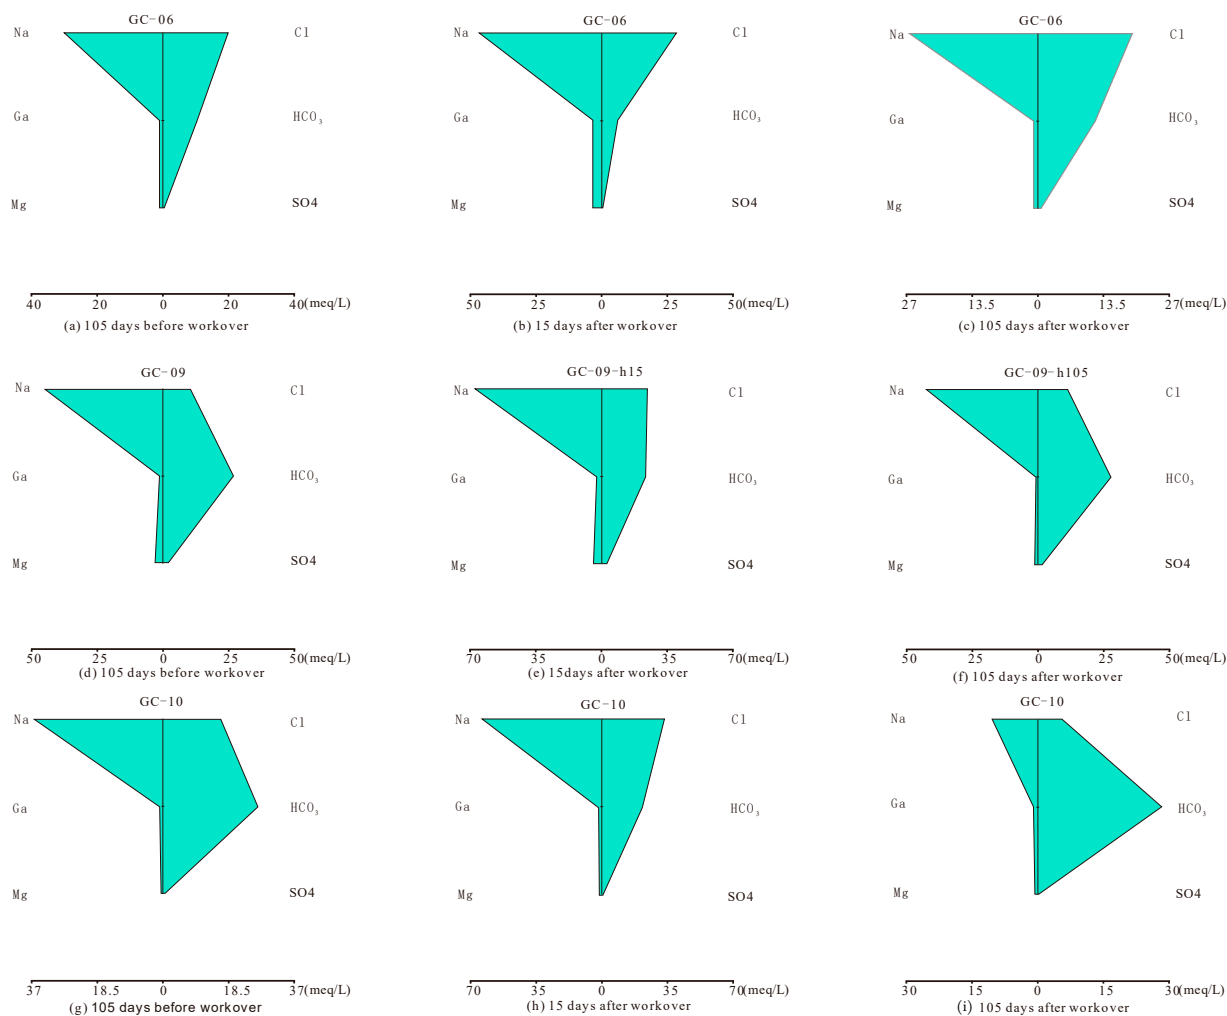 GC-06
Na
Cl
Ga
HCO₃
Mg
SO4
40 20 0 20 40(meq/L)
(a) 105 days before workover
GC-06
Na
Cl
Ga
HCO₃
Mg
SO4
50 25 0 25 50(meq/L)
(b) 15 days after workover
GC-06
Na
Cl
Ga
HCO₃
Mg
SO4
27 13.5 0 13.5 27(meq/L)
(c) 105 days after workover
GC-09
Na
Cl
Ga
HCO₃
Mg
SO4
50 25 0 25 50(meq/L)
(d) 105 days before workover
GC-09-h15
Na
Cl
Ga
HCO₃
Mg
SO4
70 35 0 35 70(meq/L)
(e) 15days after workover
GC-09-h105
Na
Cl
Ga
HCO₃
Mg
SO4
50 25 0 25 50(meq/L)
(f) 105 days after workover
GC-10
Na
Cl
Ga
HCO₃
Mg
SO4
37 18.5 0 18.5 37(meq/L)
(g) 105 days before workover
GC-10
Na
Cl
Ga
HCO₃
Mg
SO4
70 35 0 35 70(meq/L)
(h) 15 days after workover
GC-10
Na
Cl
Ga
HCO₃
Mg
SO4
30 15 0 15 30(meq/L)
(i) 105 days after workover